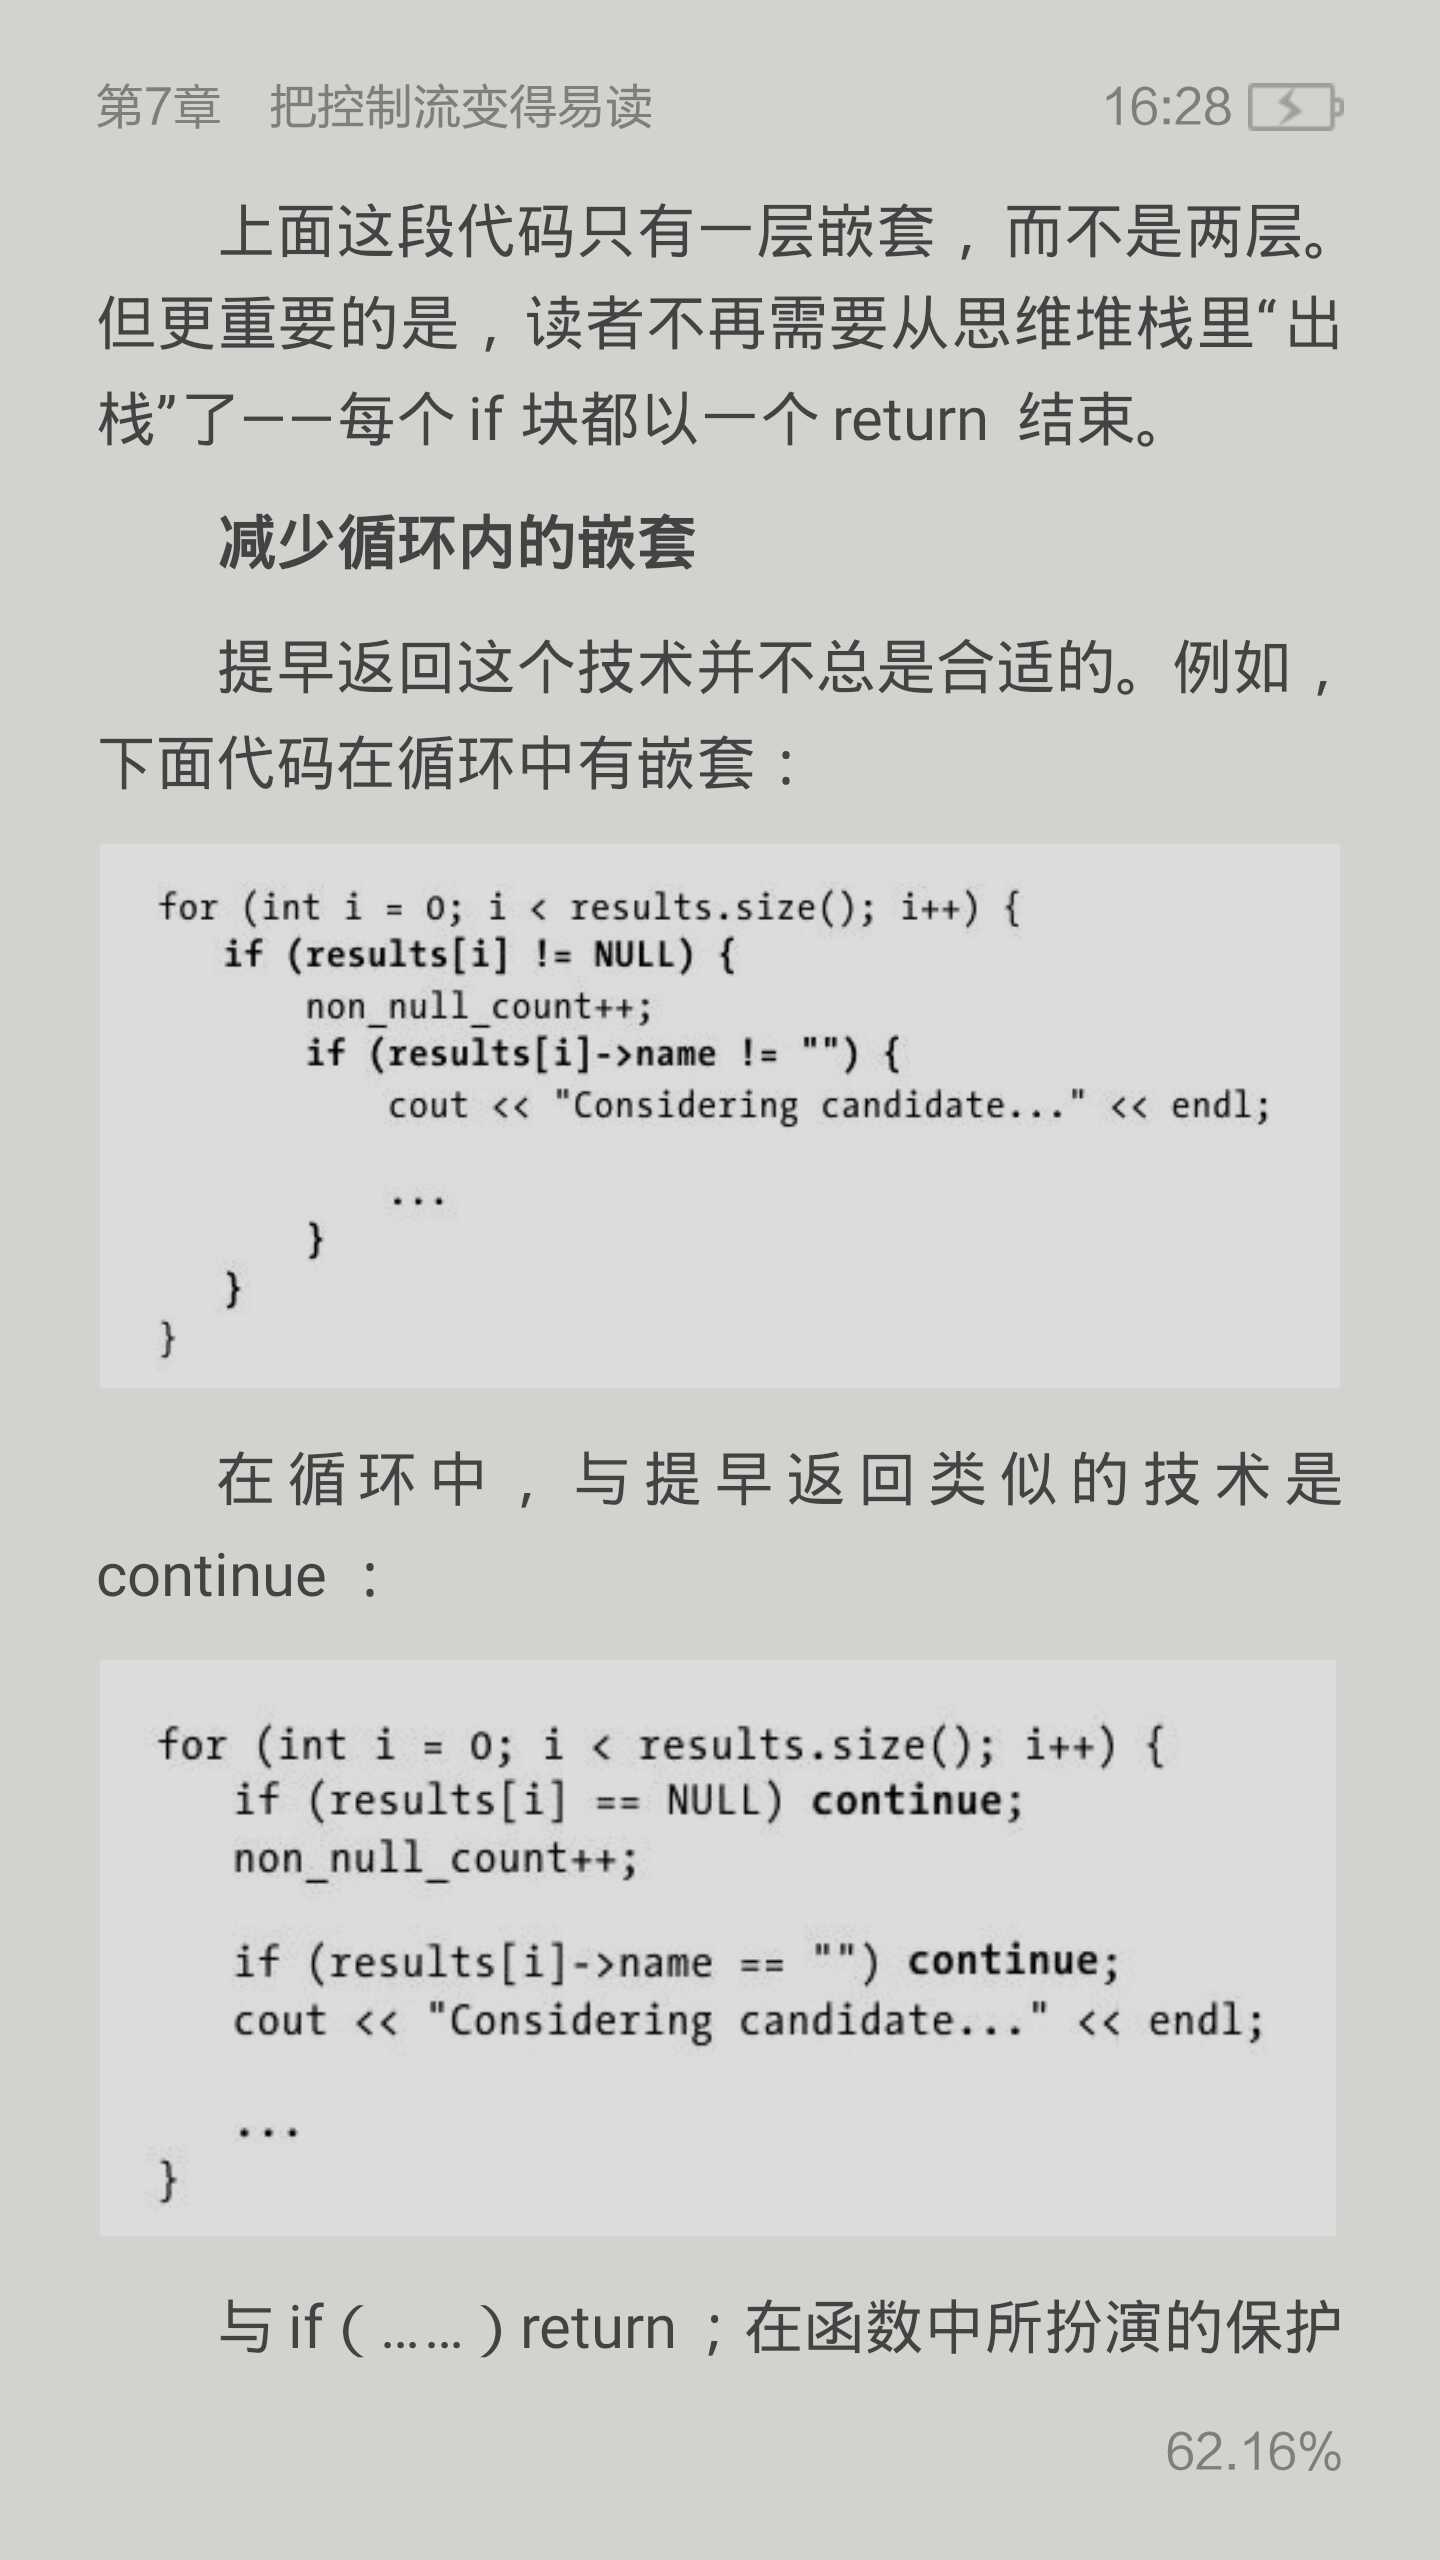 第7章 把控制流变得易读 16:28
上面这段代码只有一层嵌套，而不是两层。
但更重要的是，读者不再需要从思维堆栈里“出
栈”了——每个 if 块都以一个 return 结束。
减少循环内的嵌套
提早返回这个技术并不总是合适的。例如，
下面代码在循环中有嵌套：
for (int i = 0; i < results.size(); i++) {
if (results[i] != NULL) {
non_null_count++;
if (results[i]->name != "") {
cout << "Considering candidate..." << endl;
...
}
}
}
在循环中，与提早返回类似的技术是
continue ：
for (int i = 0; i < results.size(); i++) {
if (results[i] == NULL) continue;
non_null_count++;
if (results[i]->name == "") continue;
cout << "Considering candidate..." << endl;
...
}
与 if（……）return ；在函数中所扮演的保护
62.16%